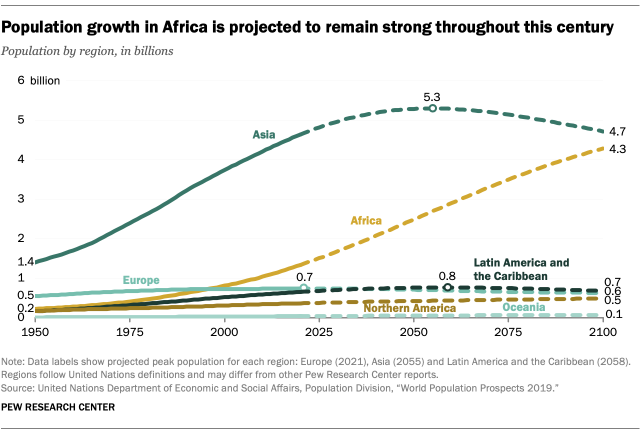 Population growth in Africa is projected to remain strong throughout this century
Population by region, in billions
6 billion
5.3
5
Asia
4.7
4
4.3
3
Africa
2
1.4
Latin America and
the Caribbean
Europe
0.7
0.8
1
0.7
0.6
0.5
0.5
0.2
Northern America
Oceania
0.1
0
1950
1975
2000
2025
2050
2075
2100
Note: Data labels show projected peak population for each region: Europe (2021), Asia (2055) and Latin America and the Caribbean (2058).
Regions follow United Nations definitions and may differ from other Pew Research Center reports.
Source: United Nations Department of Economic and Social Affairs, Population Division, “World Population Prospects 2019.”
PEW RESEARCH CENTER